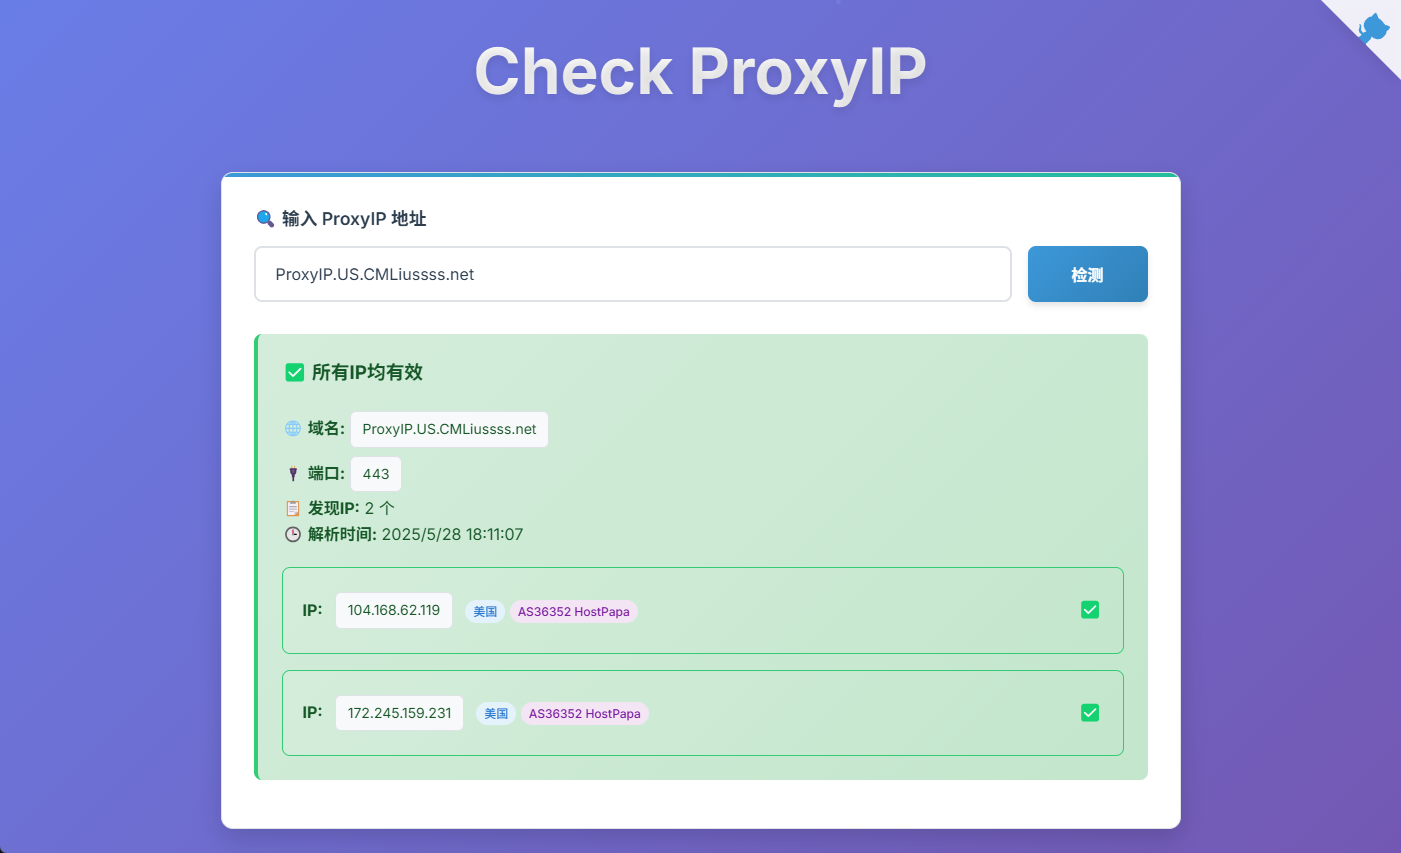 Check ProxyIP
🔍 输入 ProxyIP 地址
ProxyIP.US.CMLiussss.net 检测
✅ 所有IP均有效
🌐 域名: ProxyIP.US.CMLiussss.net
🔌 端口: 443
📋 发现IP: 2 个
🕒 解析时间: 2025/5/28 18:11:07
IP: 104.168.62.119 美国 AS36352 HostPapa ✅
IP: 172.245.159.231 美国 AS36352 HostPapa ✅